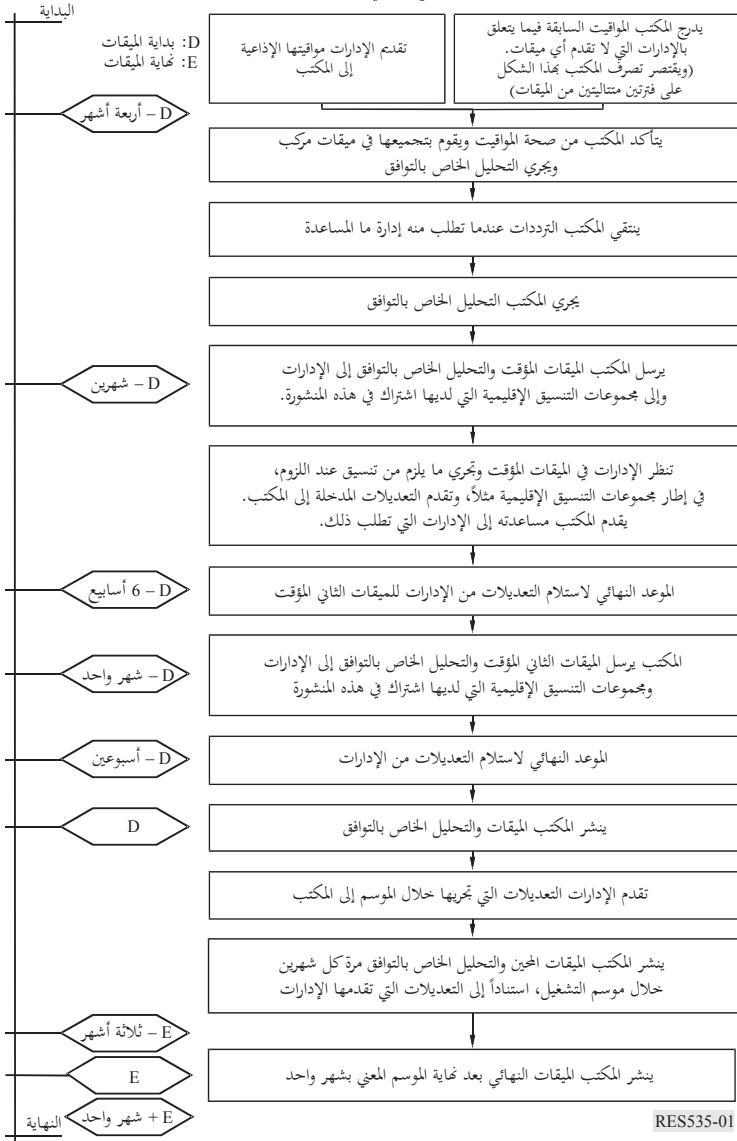 البداية
D: بداية الميقات
E: نهاية الميقات
تقديم الإدارات مواقيتها الإذاعية
إلى المكتب
يدرج المكتب المواقيت السابقة فيما يتعلق
بالإدارات التي لا تقدم أي ميقات.
(ويقتصر تصرف المكتب بهذا الشكل
على فترتين متتاليتين من الميقات)
D – أربعة أشهر
يتأكد المكتب من صحة المواقيت ويقوم بتجميعها في ميقات مركب
ويجري التحليل الخاص بالتوافق
ينتقي المكتب الترددات عندما تطلب منه إدارة ما المساعدة
يجري المكتب التحليل الخاص بالتوافق
D – شهرين
يرسل المكتب الميقات المؤقت والتحليل الخاص بالتوافق إلى الإدارات
وإلى مجموعات التنسيق الإقليمية التي لديها اشتراك في هذه المنشورة.
تنظر الإدارات في الميقات المؤقت وتجري ما يلزم من تنسيق عند اللزوم،
في إطار مجموعات التنسيق الإقليمية مثلاً، وتقدم التعديلات المدخلة إلى المكتب.
يقدم المكتب مساعدته إلى الإدارات التي تطلب ذلك.
D – 6 أسابيع
الموعد النهائي لاستلام التعديلات من الإدارات للميقات الثاني المؤقت
D – شهر واحد
المكتب يرسل الميقات الثاني المؤقت والتحليل الخاص بالتوافق إلى الإدارات
ومجموعات التنسيق الإقليمية التي لديها اشتراك في هذه المنشورة
D – أسبوعين
الموعد النهائي لاستلام التعديلات من الإدارات
D
ينشر المكتب الميقات والتحليل الخاص بالتوافق
تقدم الإدارات التعديلات التي تجريها خلال الموسم إلى المكتب
ينشر المكتب الميقات المحين والتحليل الخاص بالتوافق مرة كل شهرين
خلال موسم التشغيل، استناداً إلى التعديلات التي تقدمها الإدارات
E – ثلاثة أشهر
E
ينشر المكتب الميقات النهائي بعد نهاية الموسم المعني بشهر واحد
E + شهر واحد
النهاية
RES535-01